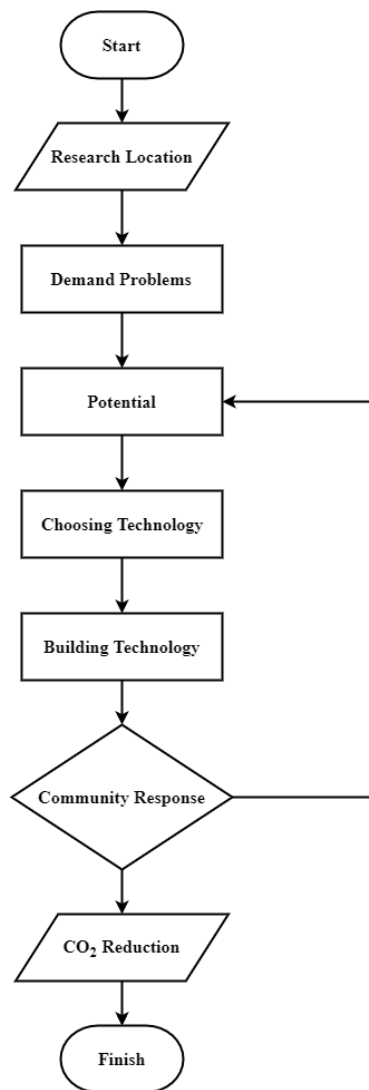 Start
Research Location
Demand Problems
Potential
Choosing Technology
Building Technology
Community Response
CO₂ Reduction
Finish